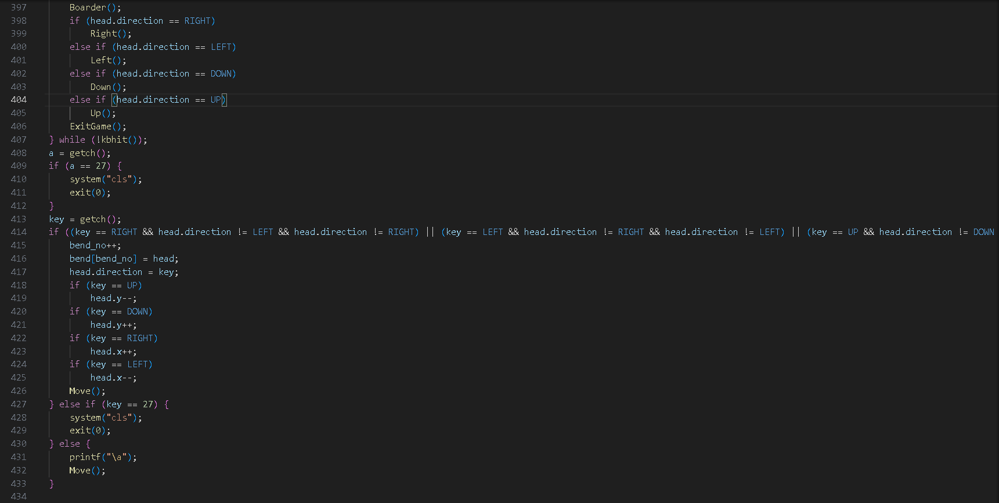 397 Boarder();
398 if (head.direction == RIGHT)
399 Right();
400 else if (head.direction == LEFT)
401 Left();
402 else if (head.direction == DOWN)
403 Down();
404 else if (head.direction == UP)
405 Up();
406 ExitGame();
407 } while (!kbhit());
408 a = getch();
409 if (a == 27) {
410 system("cls");
411 exit(0);
412 }
413 key = getch();
414 if ((key == RIGHT && head.direction != LEFT && head.direction != RIGHT) || (key == LEFT && head.direction != RIGHT && head.direction != LEFT) || (key == UP && head.direction != DOWN
415 bend_no++;
416 bend[bend_no] = head;
417 head.direction = key;
418 if (key == UP)
419 head.y--;
420 if (key == DOWN)
421 head.y++;
422 if (key == RIGHT)
423 head.x++;
424 if (key == LEFT)
425 head.x--;
426 Move();
427 } else if (key == 27) {
428 system("cls");
429 exit(0);
430 } else {
431 printf("\a");
432 Move();
433 }
434